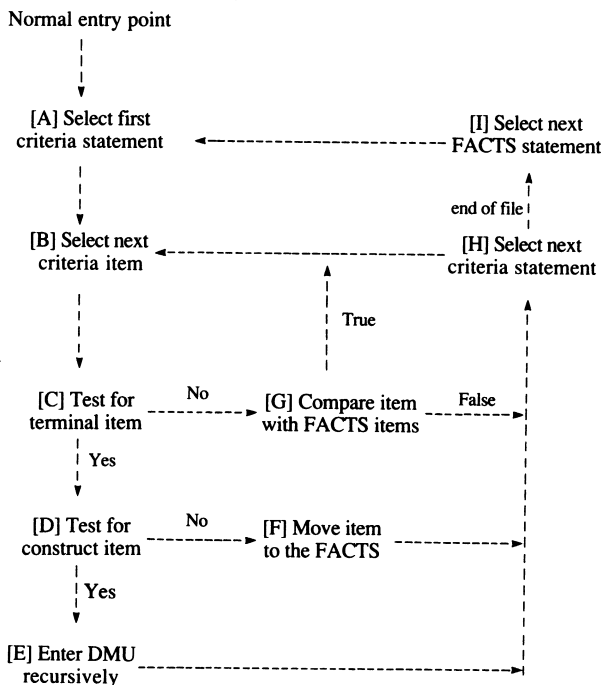 Normal entry point
[A] Select first
criteria statement
[I] Select next
FACTS statement
end of file
[B] Select next
criteria item
[H] Select next
criteria statement
True
[C] Test for
terminal item
No
[G] Compare item
with FACTS items
False
Yes
[D] Test for
construct item
No
[F] Move item
to the FACTS
Yes
[E] Enter DMU
recursively